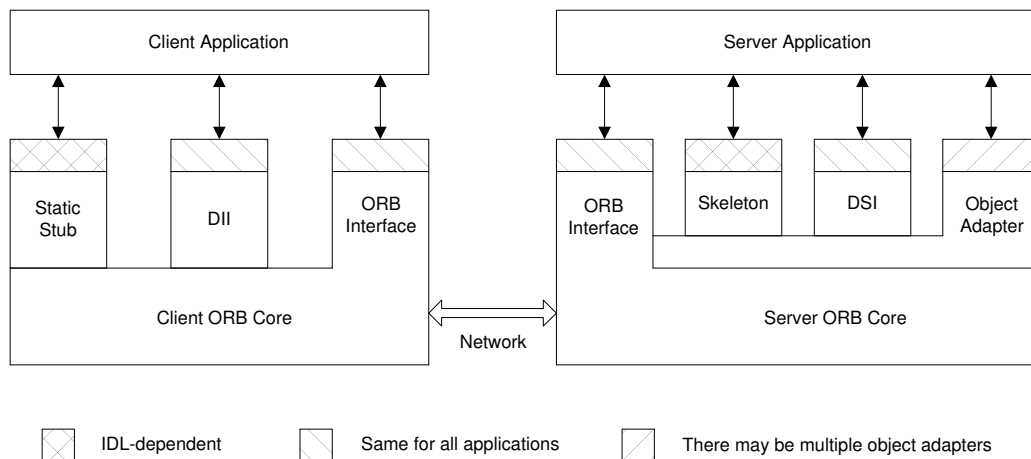 Client Application
Server Application
Static
Stub
DII
ORB
Interface
ORB
Interface
Skeleton
DSI
Object
Adapter
Client ORB Core
Network
Server ORB Core
IDL-dependent
Same for all applications
There may be multiple object adapters